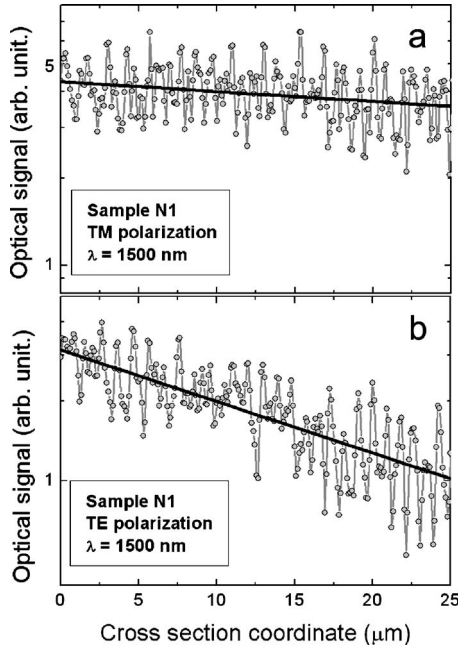 a
5
1
Optical signal (arb. unit.)
Sample N1
TM polarization
λ = 1500 nm
b
1
Optical signal (arb. unit.)
Sample N1
TE polarization
λ = 1500 nm
0 5 10 15 20 25
Cross section coordinate (μm)